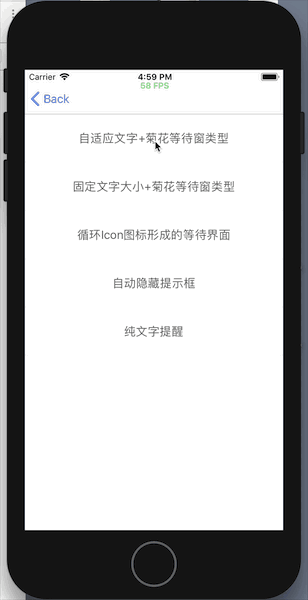 Carrier 4:59 PM
58 FPS
Back
自适应文字+菊花等待窗类型
固定文字大小+菊花等待窗类型
循环Icon图标形成的等待界面
自动隐藏提示框
纯文字提醒